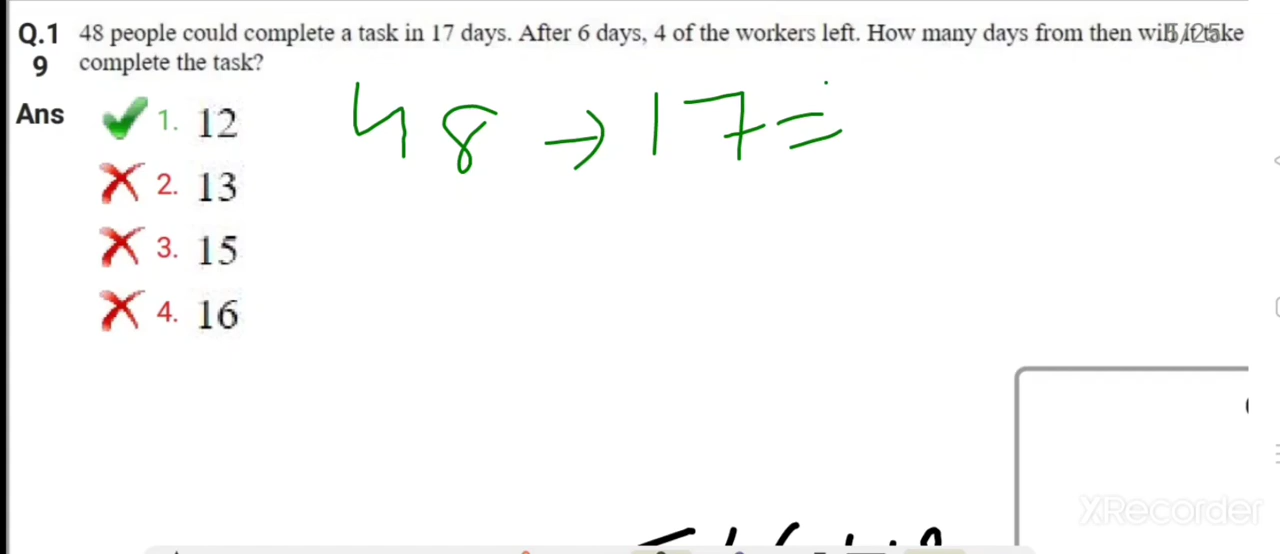 Q.1 48 people could complete a task in 17 days. After 6 days, 4 of the workers left. How many days from then will it take
9 complete the task?
Ans 1. 12
48 → 17 =
2. 13
3. 15
4. 16
XRecorder